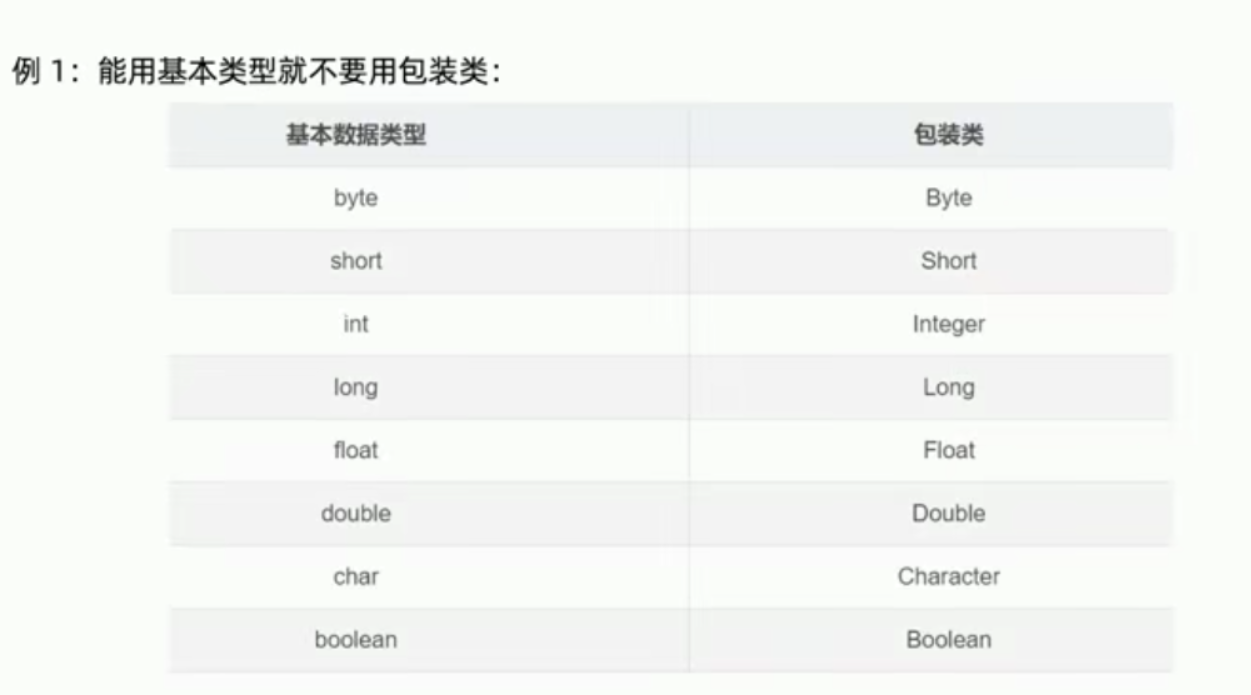 例 1：能用基本类型就不要用包装类：
基本数据类型 包装类
byte Byte
short Short
int Integer
long Long
float Float
double Double
char Character
boolean Boolean